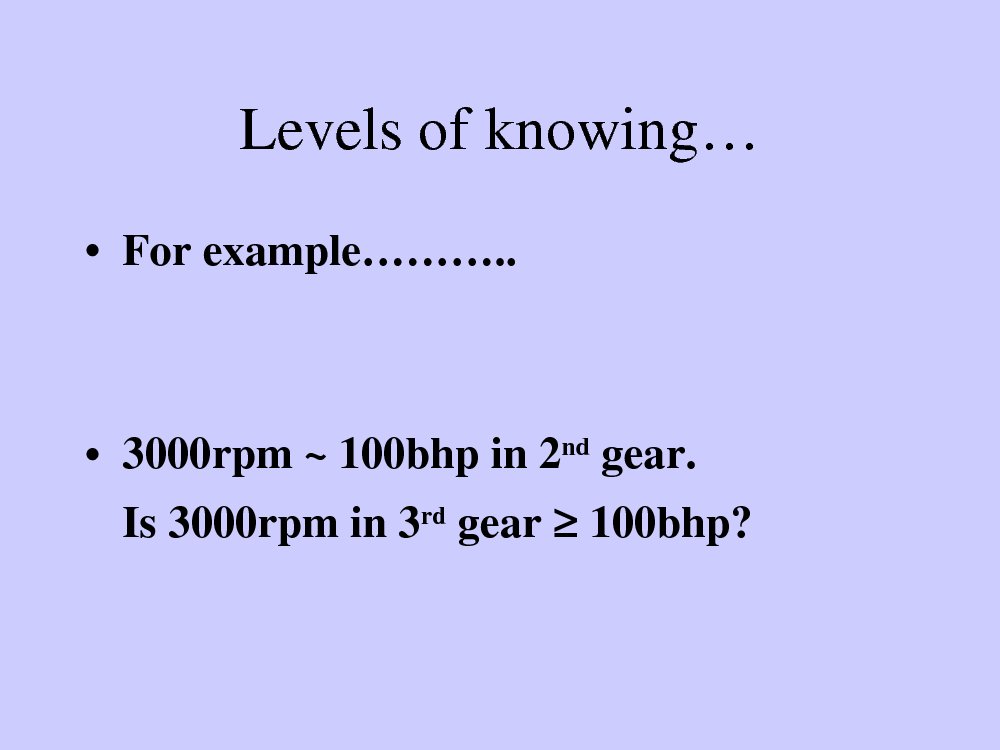 Levels of knowing…
• For example………..
• 3000rpm ~ 100bhp in 2nd gear.
Is 3000rpm in 3rd gear ≥ 100bhp?